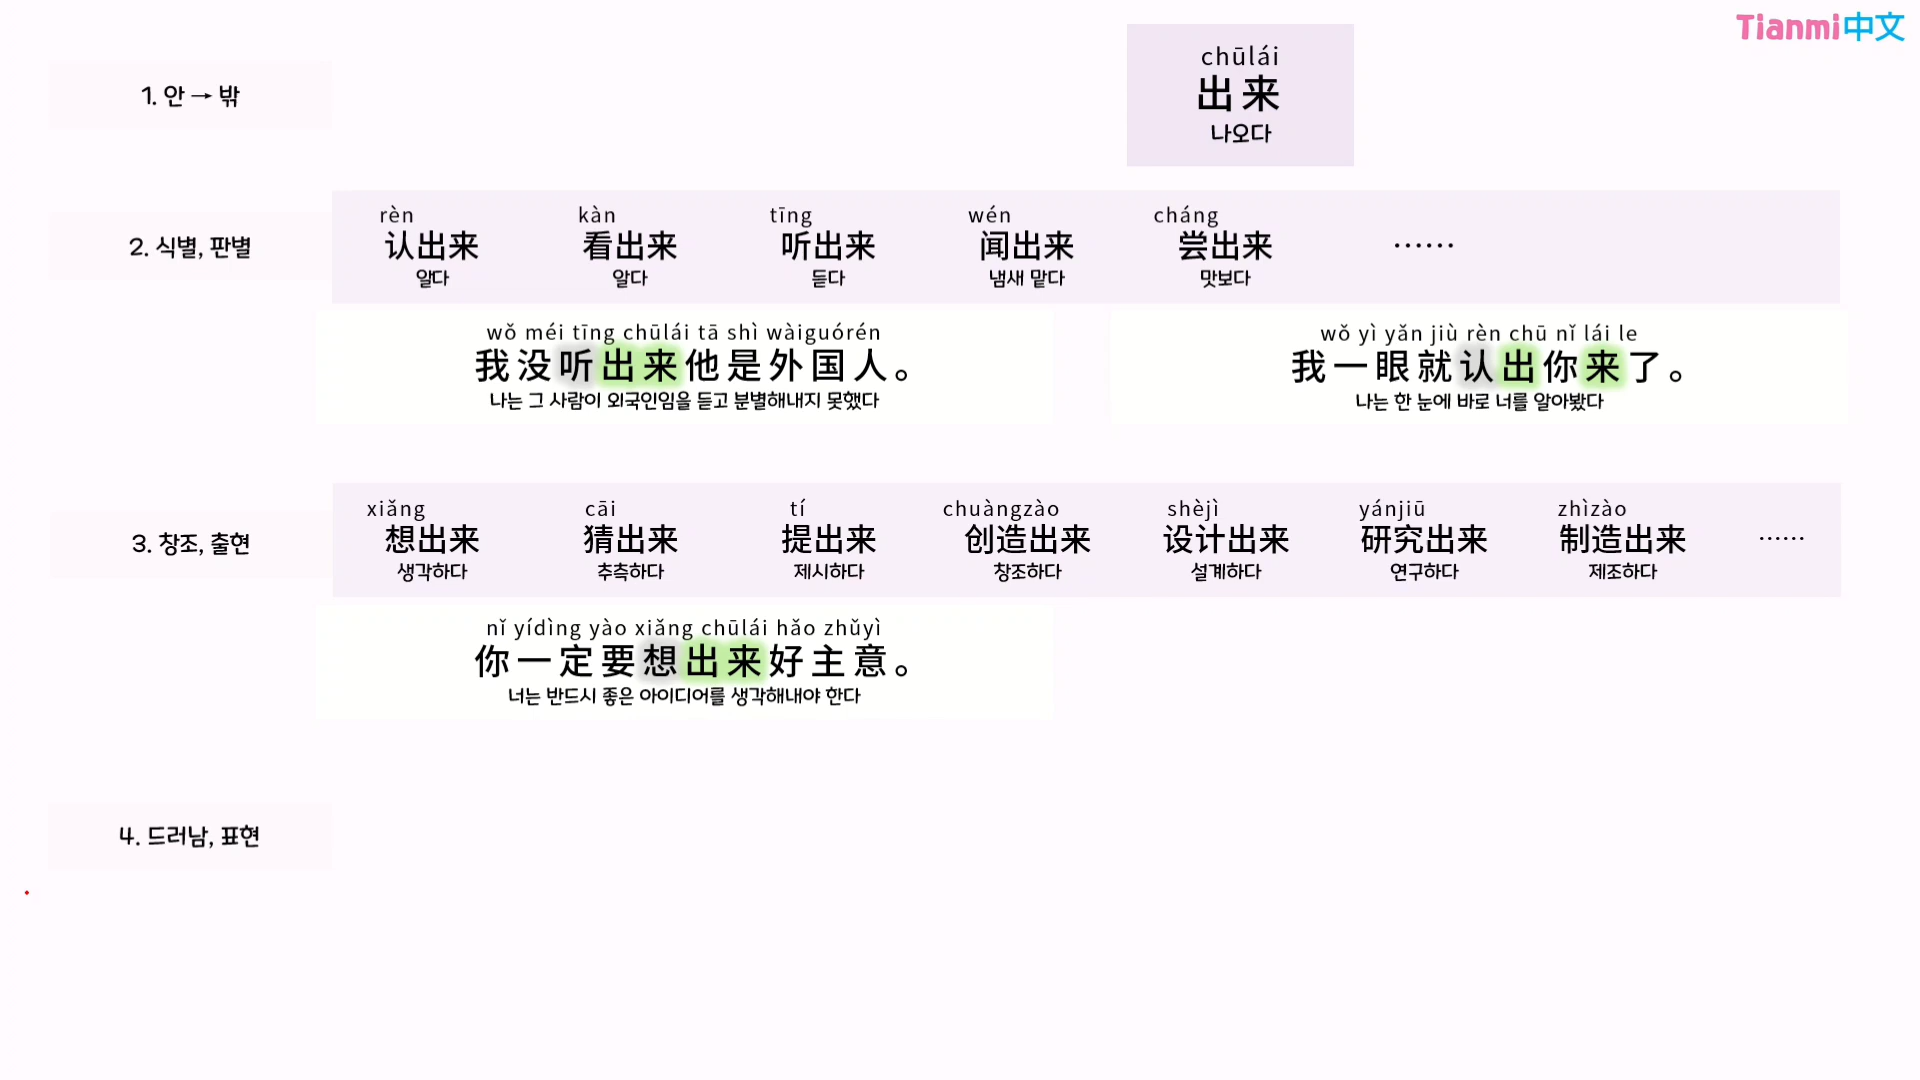 Tianmi中文
1. 안 → 밖
chūlái
出来
나오다
2. 식별, 판별
rèn kàn tīng wén cháng
认出来 看出来 听出来 闻出来 尝出来 ······
알다 알다 듣다 냄새 맡다 맛보다
wǒ méi tīng chūlái tā shì wàiguórén
我没听出来他是外国人。
나는 그 사람이 외국인임을 듣고 분별해내지 못했다
wǒ yì yǎn jiù rèn chū nǐ lái le
我一眼就认出你来了。
나는 한 눈에 바로 너를 알아봤다
3. 창조, 출현
xiǎng cāi tí chuàngzào shèjì yánjiū zhìzào
想出来 猜出来 提出来 创造出来 设计出来 研究出来 制造出来 ······
생각하다 추측하다 제시하다 창조하다 설계하다 연구하다 제조하다
nǐ yídìng yào xiǎng chūlái hǎo zhǔyì
你一定要想出来好主意。
너는 반드시 좋은 아이디어를 생각해내야 한다
4. 드러남, 표현